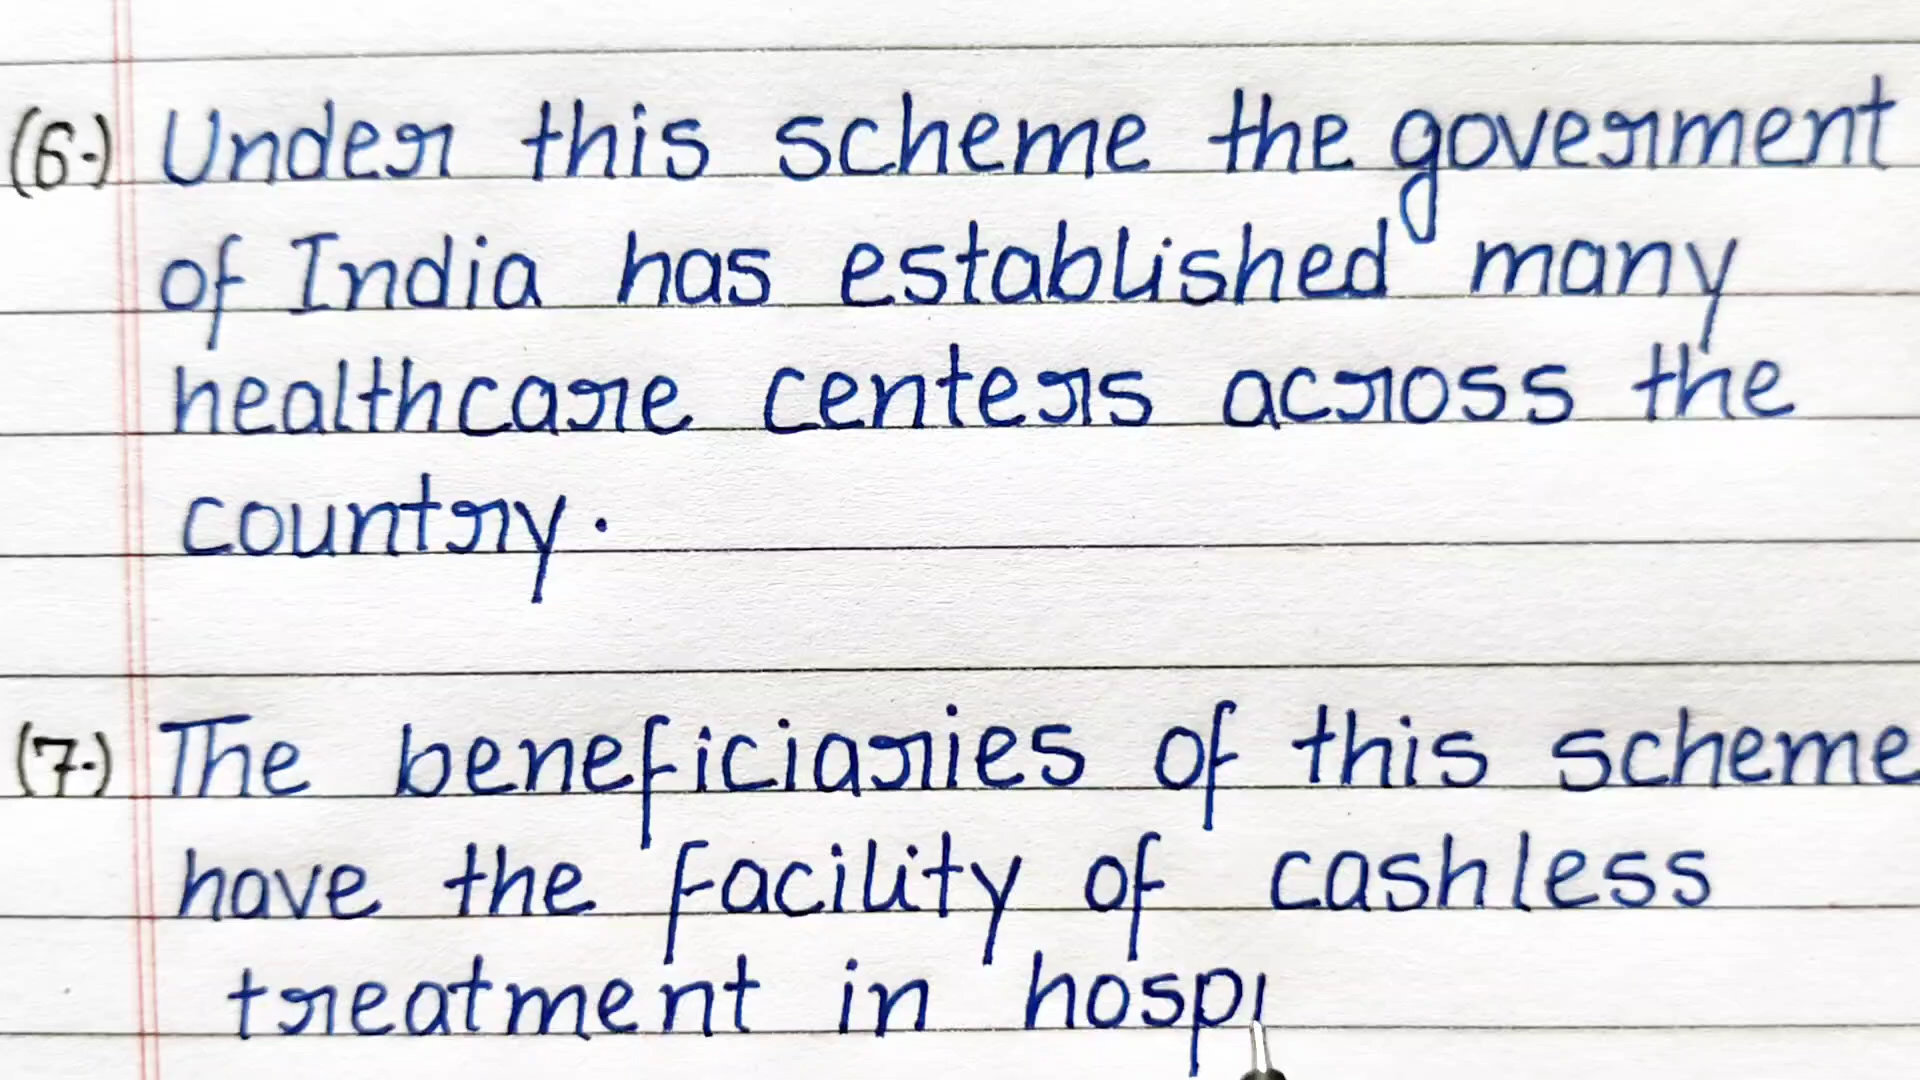 (6.) Under this scheme the goverment
of India has established many
healthcare centers across the
country.
(7.) The beneficiaries of this scheme
have the facility of cashless
treatment in hospi